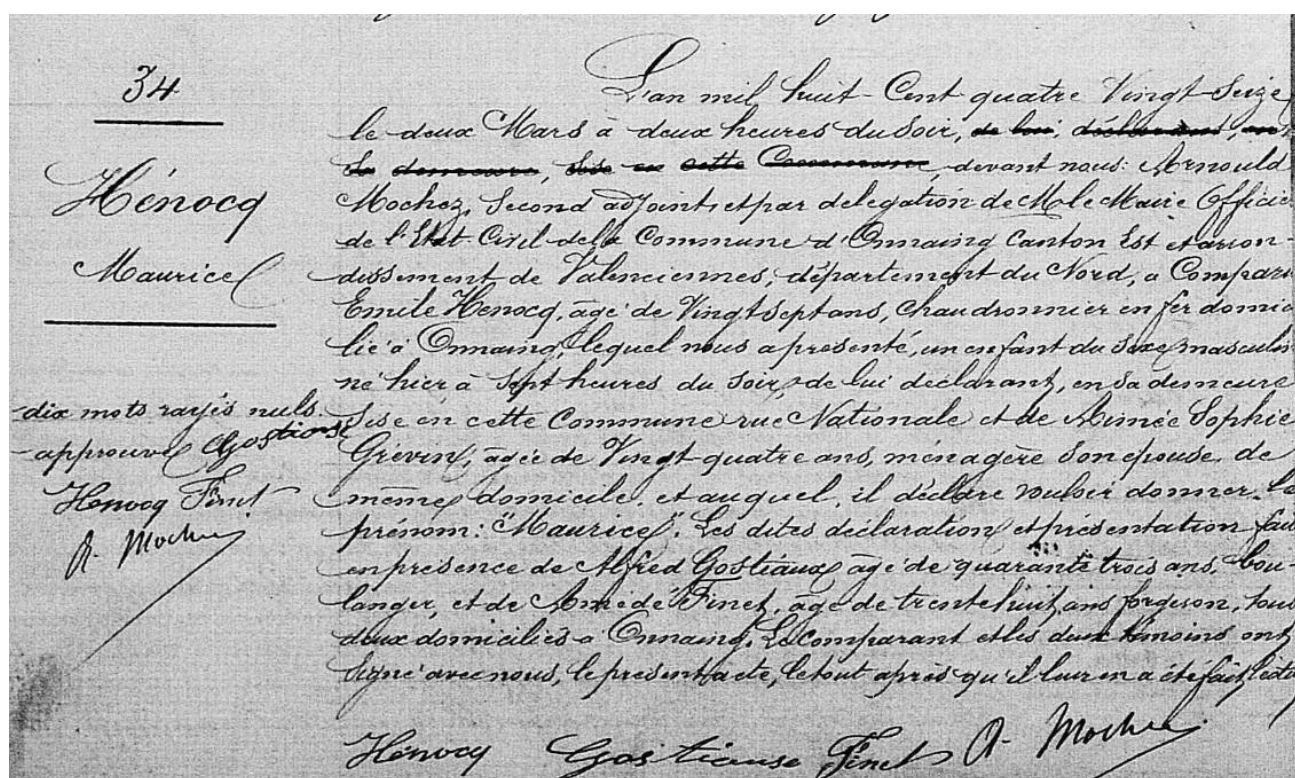 34
Hénocq
Maurice
dix mots rayés nuls
approuvé Gostiause
Henocq Finet
A. Mochez
L'an mil huit-Cent quatre Vingt-Seize
le deux Mars à deux heures du Soir, de lui, déclarant, en
Sa demeure, Sise en cette Commune, devant nous: Arnould
Mochez, Second adjoint, et par délégation de M. le Maire Officie
de l'Etat-Civil de la Commune d'Onnaing Canton Est et arron-
dissement de Valenciennes, département du Nord, a Comparu
Emile Hénocq, âgé de Vingt sept ans, Chaudronnier en fer domici
lié à Onnaing, lequel nous a présenté, un enfant du Sexe masculin
né hier à Sept heures du Soir, de lui déclarant, en Sa demeure
Sise en cette Commune rue Nationale et de Aimée Sophie
Grévin, âgée de Vingt-quatre ans, ménagère Son épouse, de
même domicile, et auquel, il déclare vouloir donner le
prénom: "Maurice". Les dites déclaration et présentation fait
en présence de Alfred Gostiaux âgé de quarante trois ans, bou-
langer, et de Amédé Finet, âgé de trente huit ans forgeron, tous
deux domiciliés à Onnaing. Le comparant et les deux témoins ont
Signé avec nous, le présent acte, le tout après qu'il leur en a été fait lectu
Hénocq Gostiause Finet A. Mochez